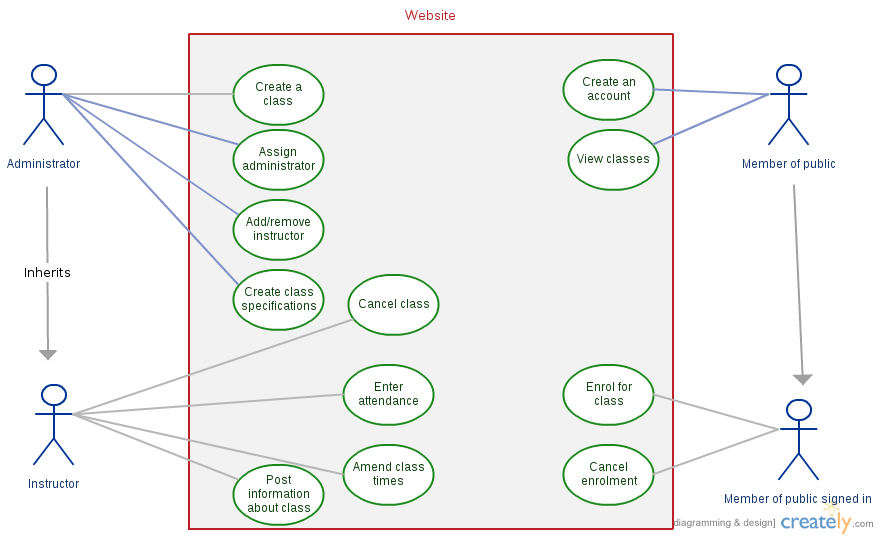 Website
Create a
class
Create an
account
Assign
administrator
View classes
Administrator
Member of public
Add/remove
instructor
Inherits
Create class
specifications
Cancel class
Enter
attendance
Enrol for
class
Amend class
times
Cancel
enrolment
Post
information
about class
Instructor
Member of public signed in
diagramming & design] creately.com